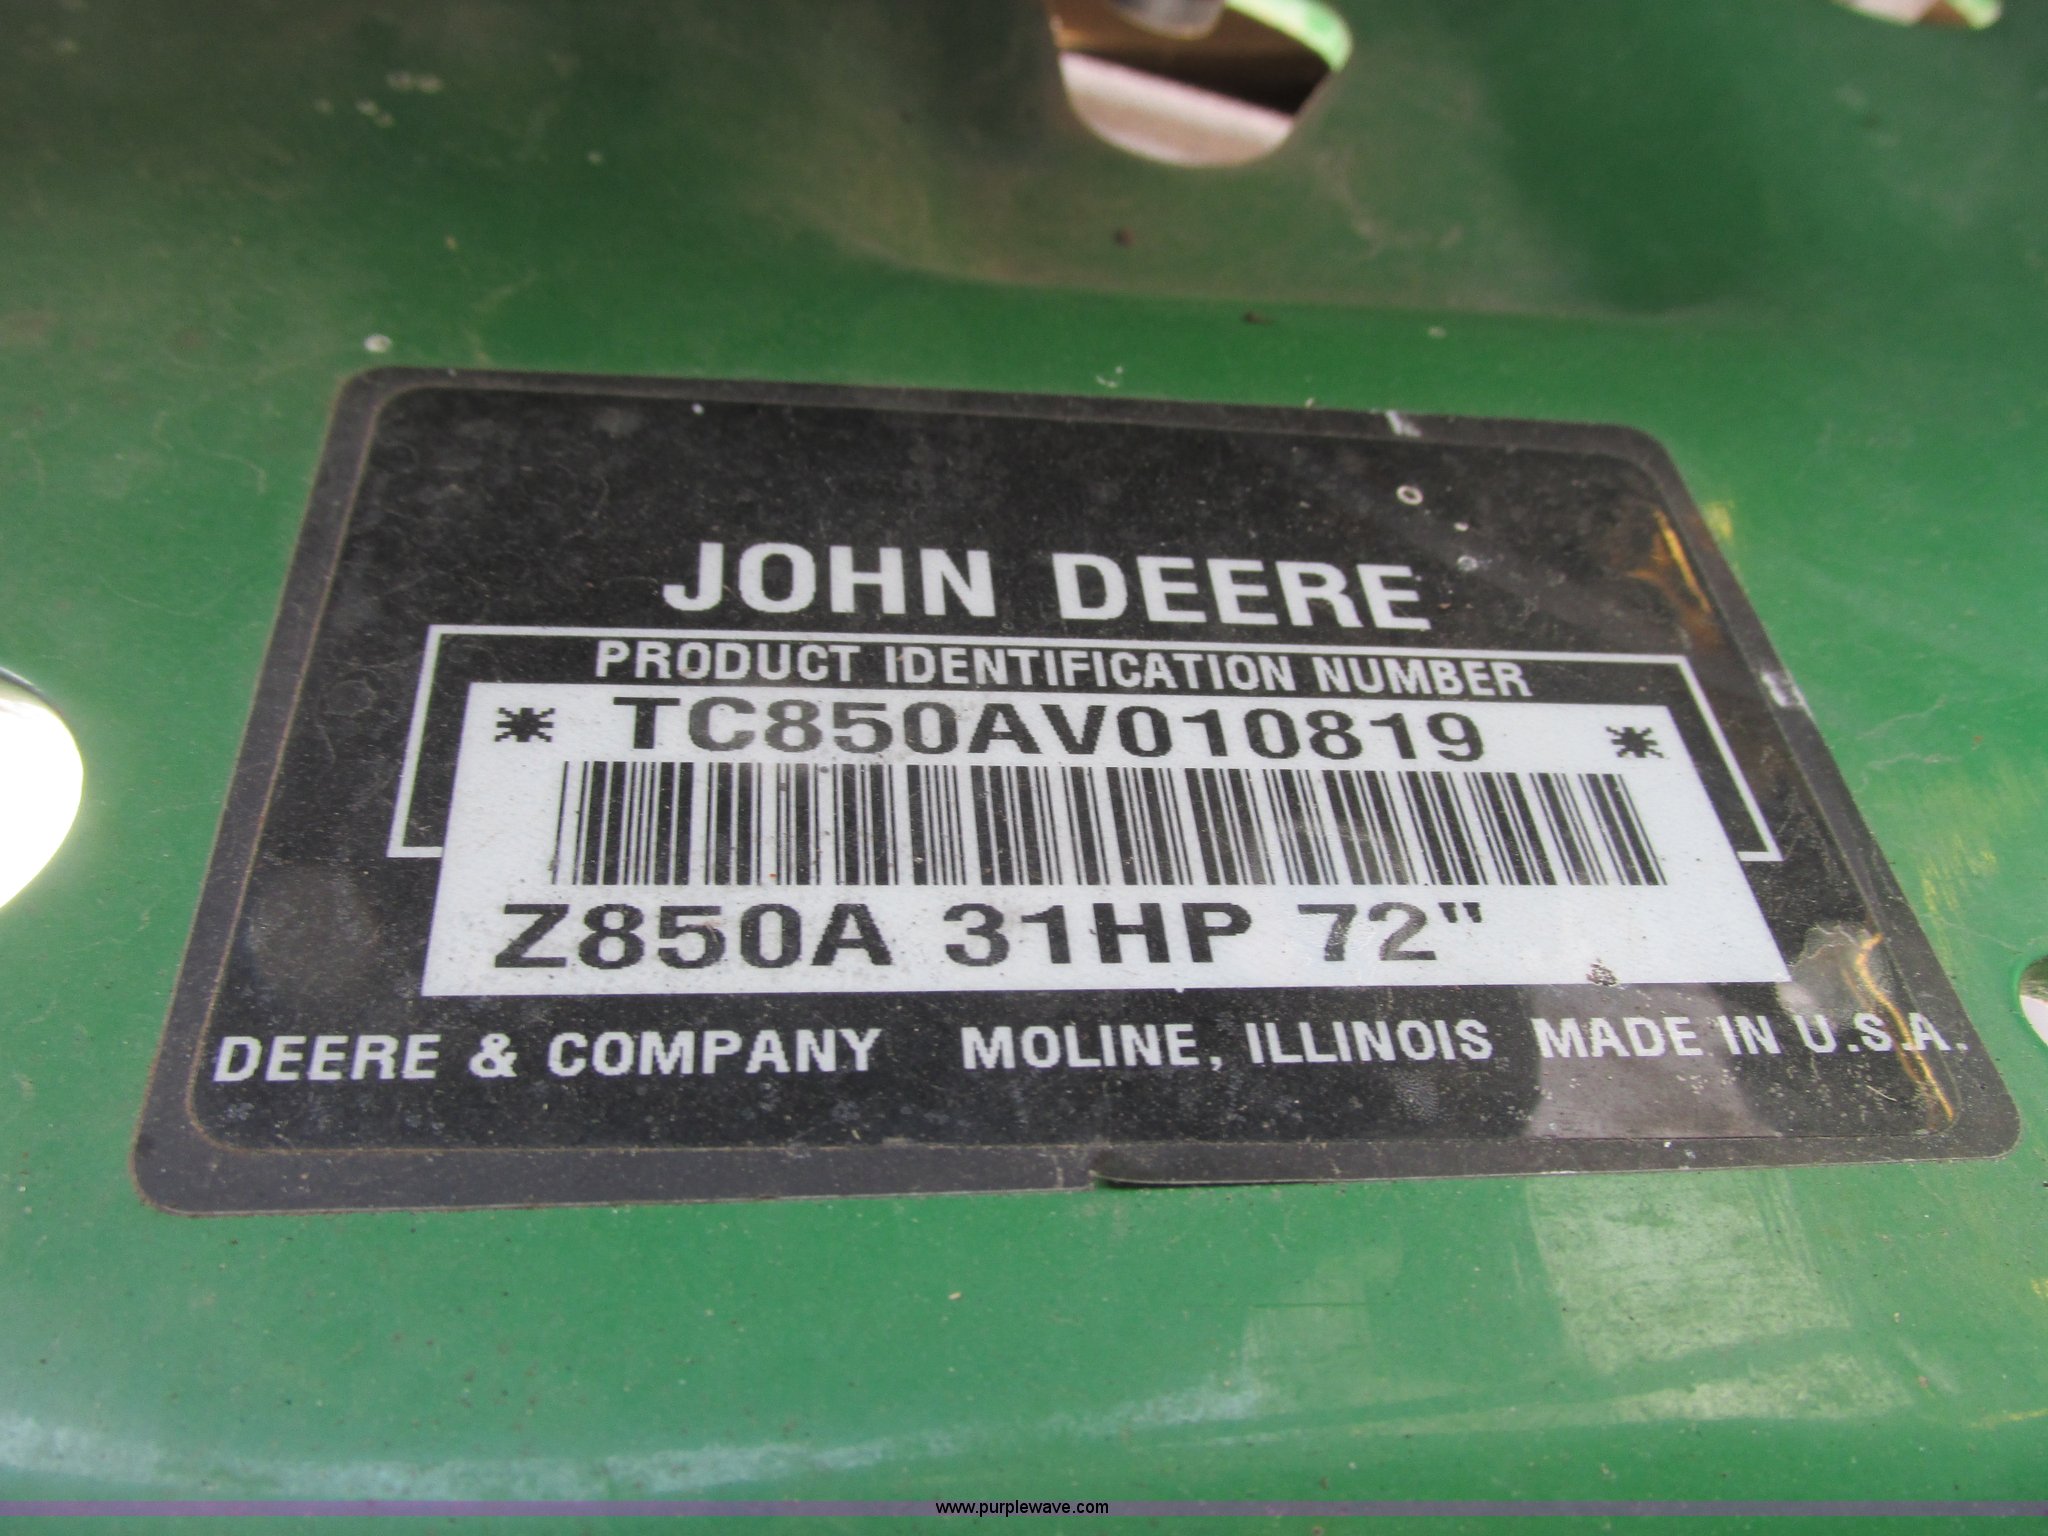 JOHN DEERE
PRODUCT IDENTIFICATION NUMBER
* TC850AV010819 *
Z850A 31HP 72"
DEERE & COMPANY MOLINE, ILLINOIS MADE IN U.S.A.
www.purplewave.com